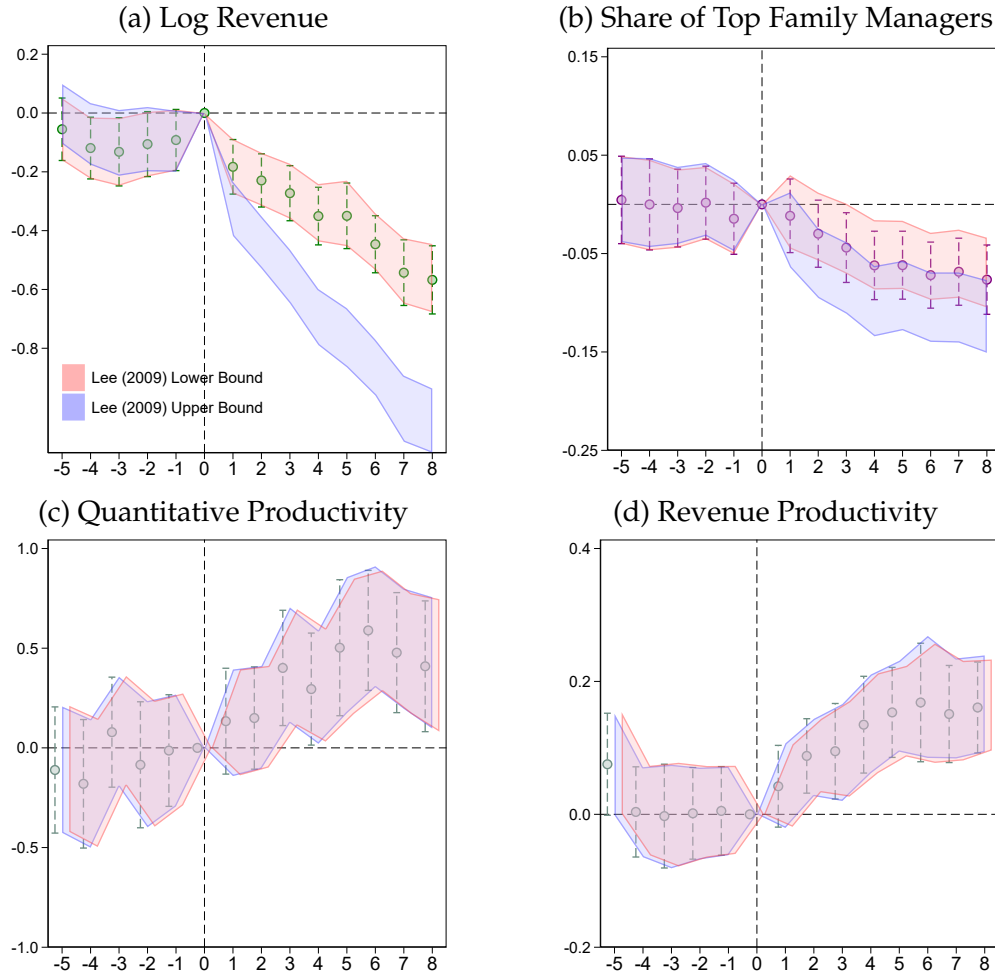 (a) Log Revenue
0.2
0.0
-0.2
-0.4
-0.6
-0.8
Lee (2009) Lower Bound
Lee (2009) Upper Bound
-5 -4 -3 -2 -1 0 1 2 3 4 5 6 7 8
(b) Share of Top Family Managers
0.15
0.05
-0.05
-0.15
-0.25
-5 -4 -3 -2 -1 0 1 2 3 4 5 6 7 8
(c) Quantitative Productivity
1.0
0.5
0.0
-0.5
-1.0
-5 -4 -3 -2 -1 0 1 2 3 4 5 6 7 8
(d) Revenue Productivity
0.4
0.2
0.0
-0.2
-5 -4 -3 -2 -1 0 1 2 3 4 5 6 7 8